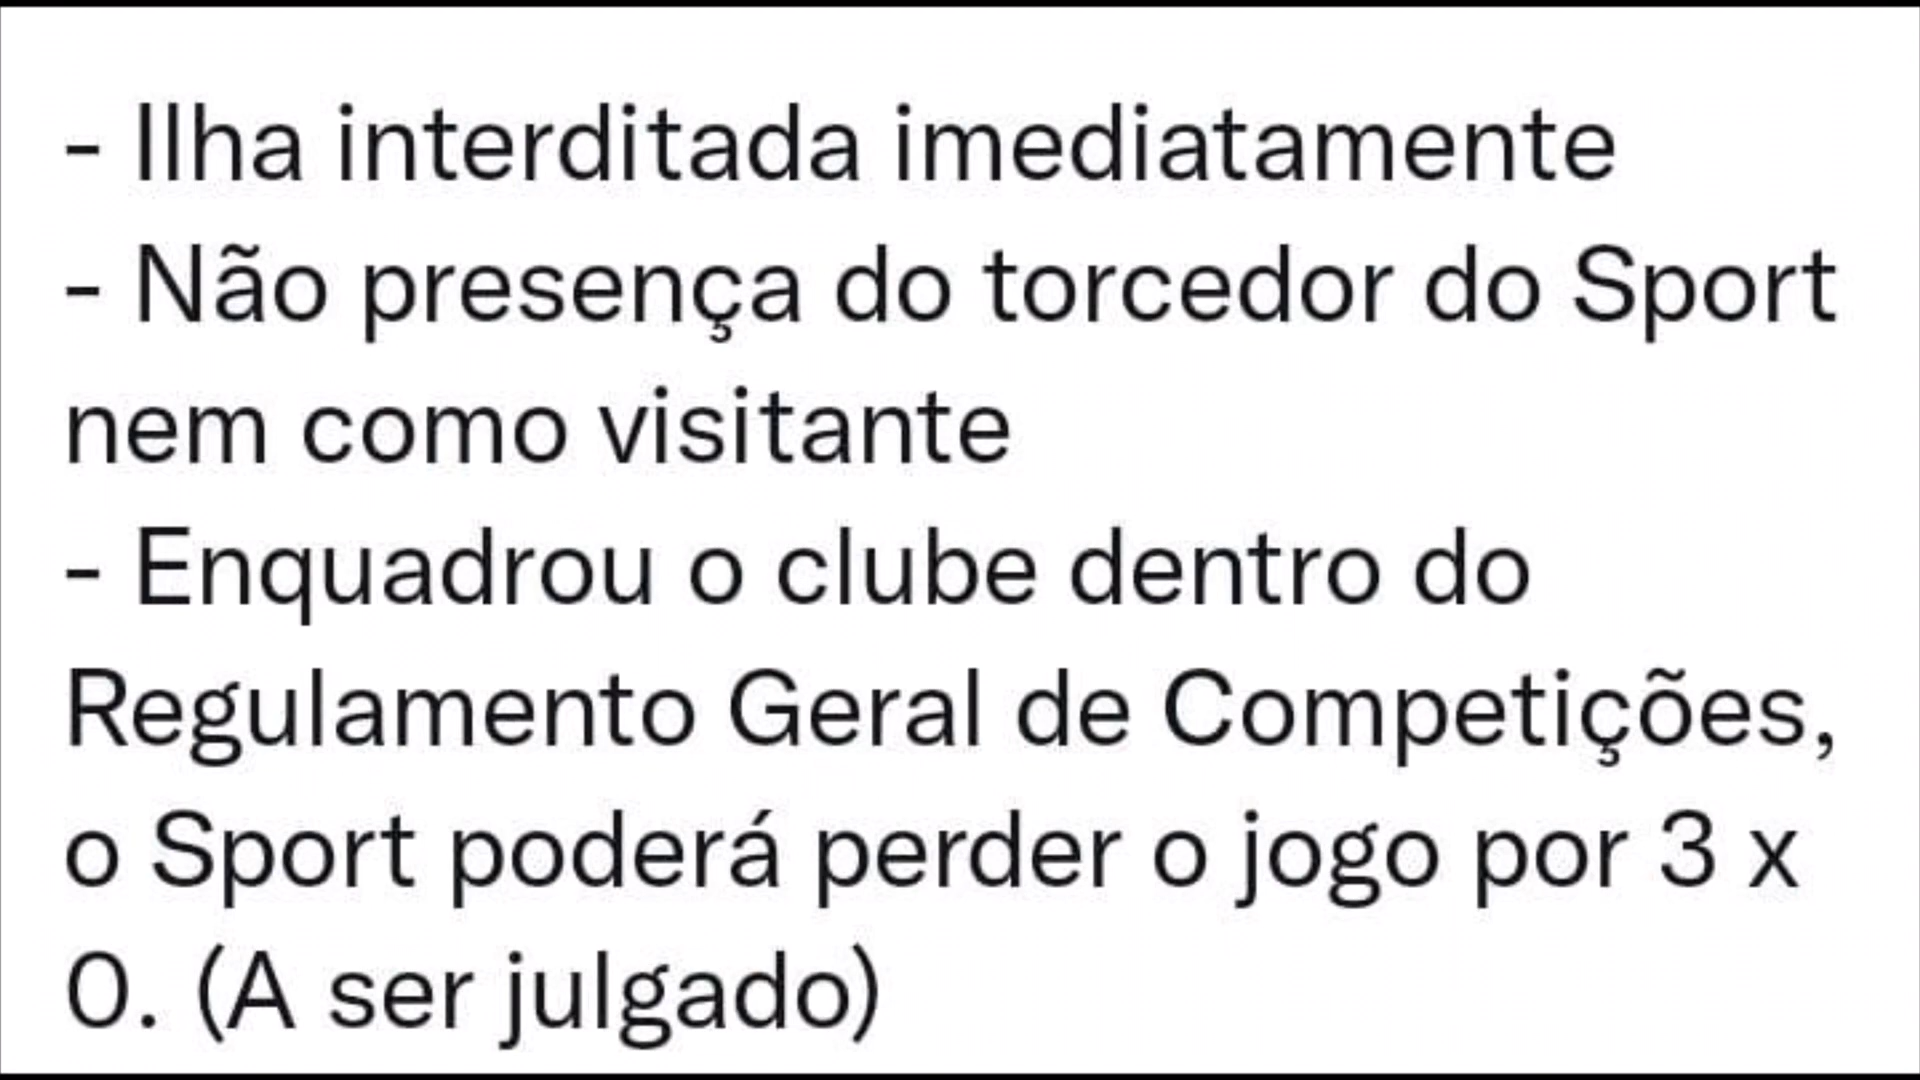 - Ilha interditada imediatamente
- Não presença do torcedor do Sport
nem como visitante
- Enquadrou o clube dentro do
Regulamento Geral de Competições,
o Sport poderá perder o jogo por 3 x
0. (A ser julgado)